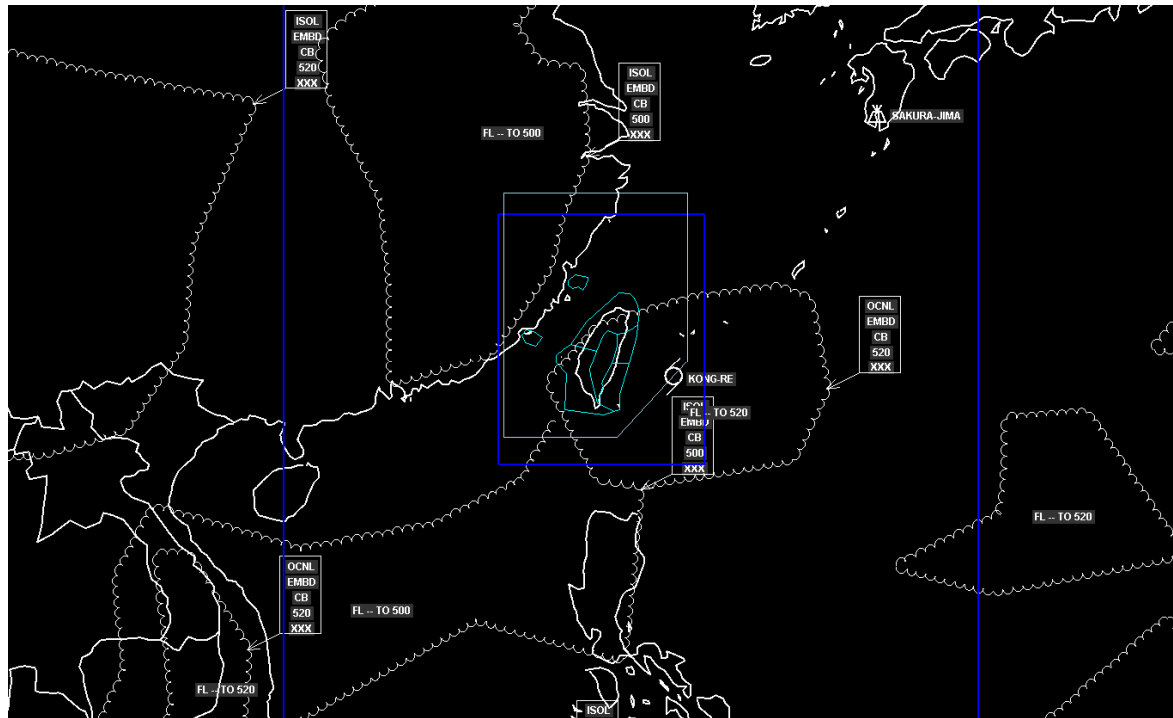 ISOL
EMBD
CB
520
XXX
ISOL
EMBD
CB
500
XXX
FL -- TO 500
SAKURA-JIMA
OCNL
EMBD
CB
520
XXX
KONG-RE
ISOL
FL -- TO 520
EMBD
CB
500
XXX
FL -- TO 520
OCNL
EMBD
CB
520
XXX
FL -- TO 500
FL -- TO 520
ISOL